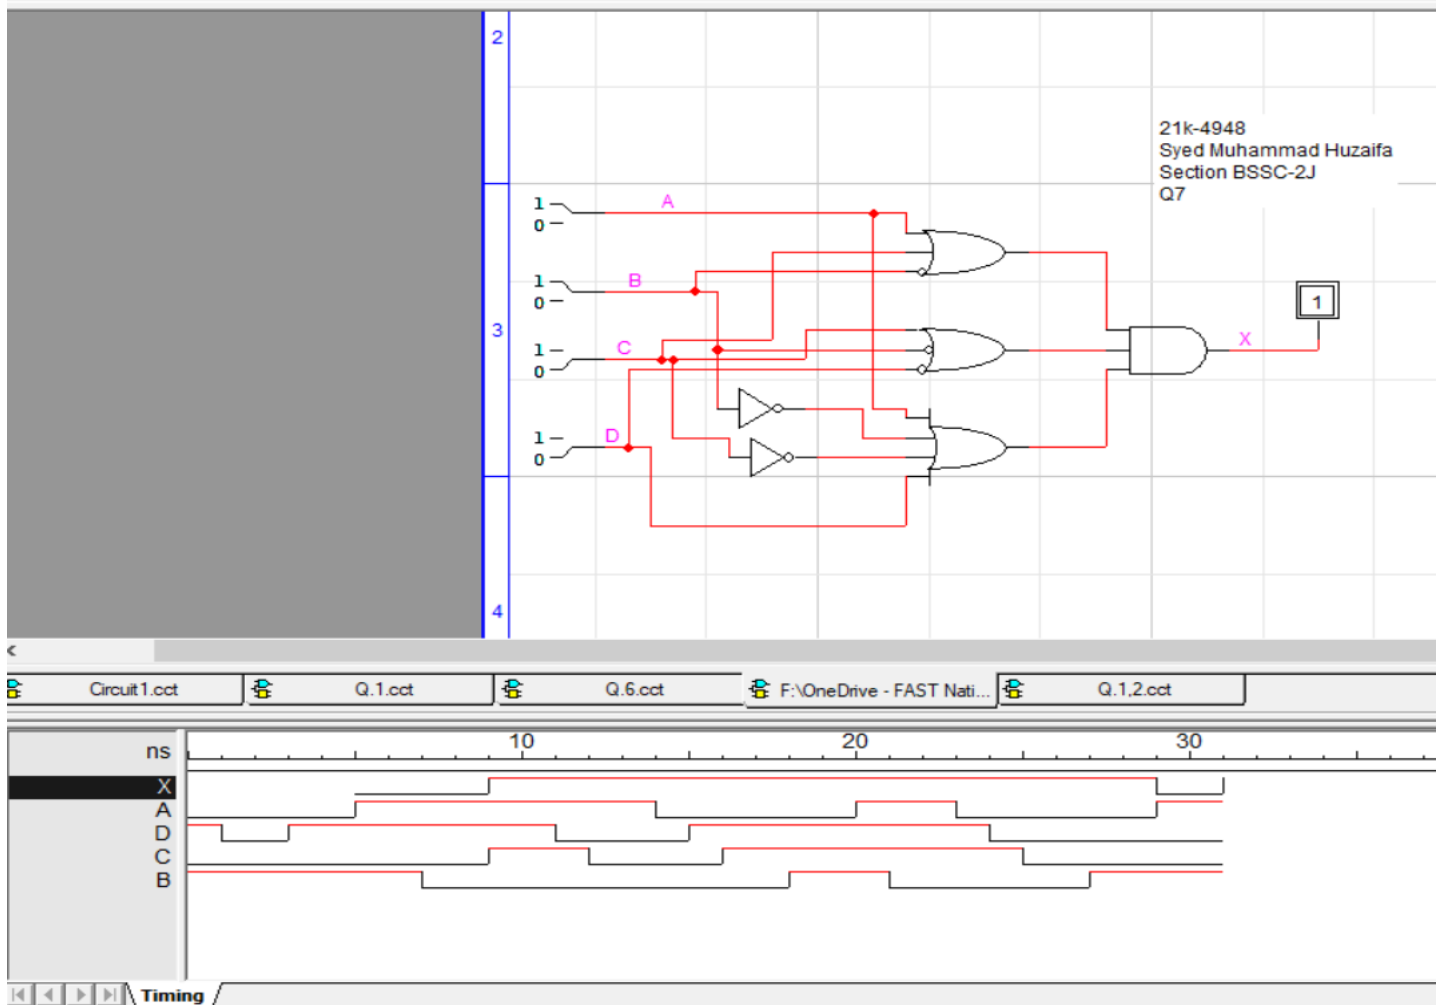 2
21k-4948
Syed Muhammad Huzaifa
Section BSSC-2J
Q7
1
A
0
1
B
0
1
3
X
1
C
0
1
D
0
4
Circuit1.cct
Q.1.cct
Q.6.cct
F:\OneDrive - FAST Nati...
Q.1,2.cct
ns 10 20 30
X
A
D
C
B
Timing